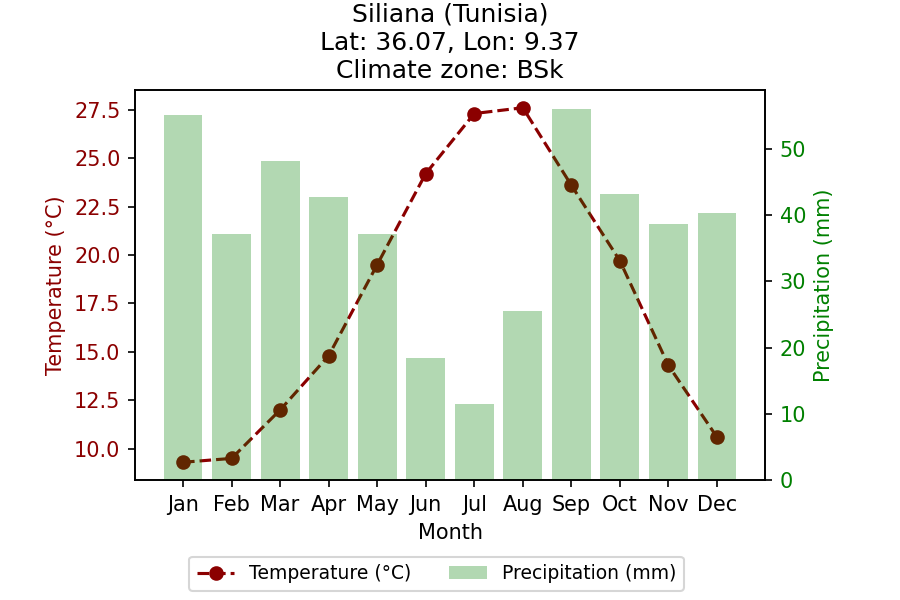 Siliana (Tunisia)
Lat: 36.07, Lon: 9.37
Climate zone: BSk
27.5
25.0
22.5
20.0
17.5
15.0
12.5
10.0
Temperature (°C)
50
40
30
20
10
0
Precipitation (mm)
Jan Feb Mar Apr May Jun Jul Aug Sep Oct Nov Dec
Month
Temperature (°C) Precipitation (mm)